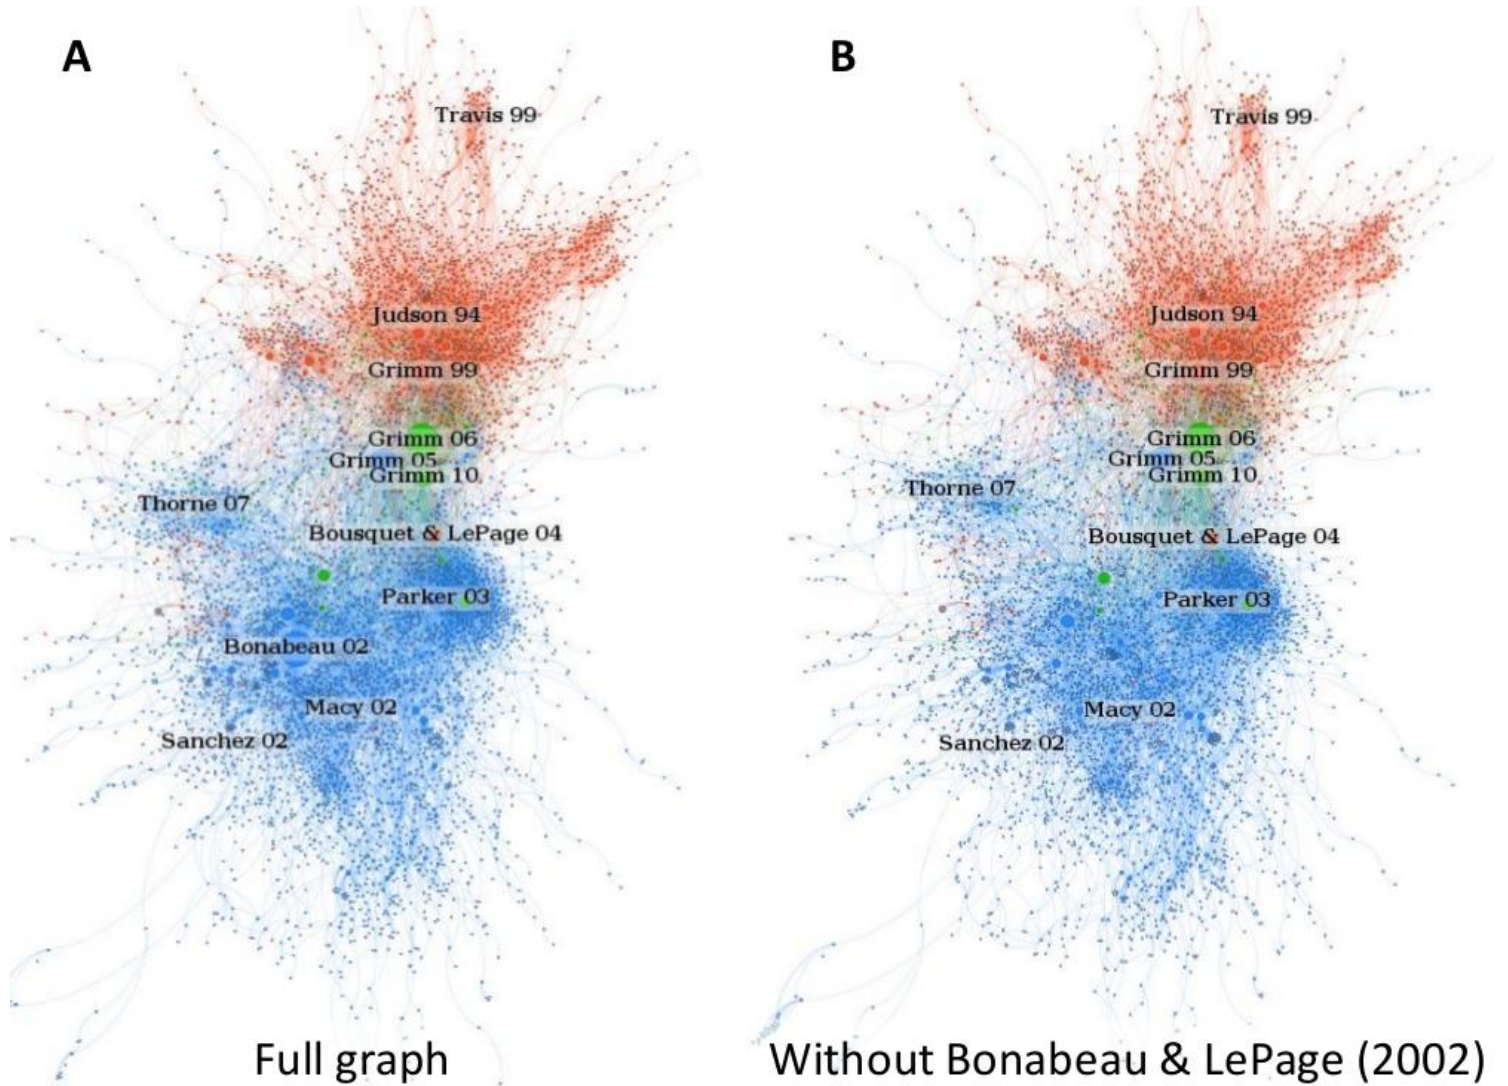 A
B
Travis 99
Travis 99
Judson 94
Judson 94
Grimm 99
Grimm 99
Grimm 06
Grimm 06
Grimm 05
Grimm 05
Grimm 10
Grimm 10
Thorne 07
Thorne 07
Bousquet & LePage 04
Bousquet & LePage 04
Parker 03
Parker 03
Bonabeau 02
Macy 02
Macy 02
Sanchez 02
Sanchez 02
Full graph
Without Bonabeau & LePage (2002)